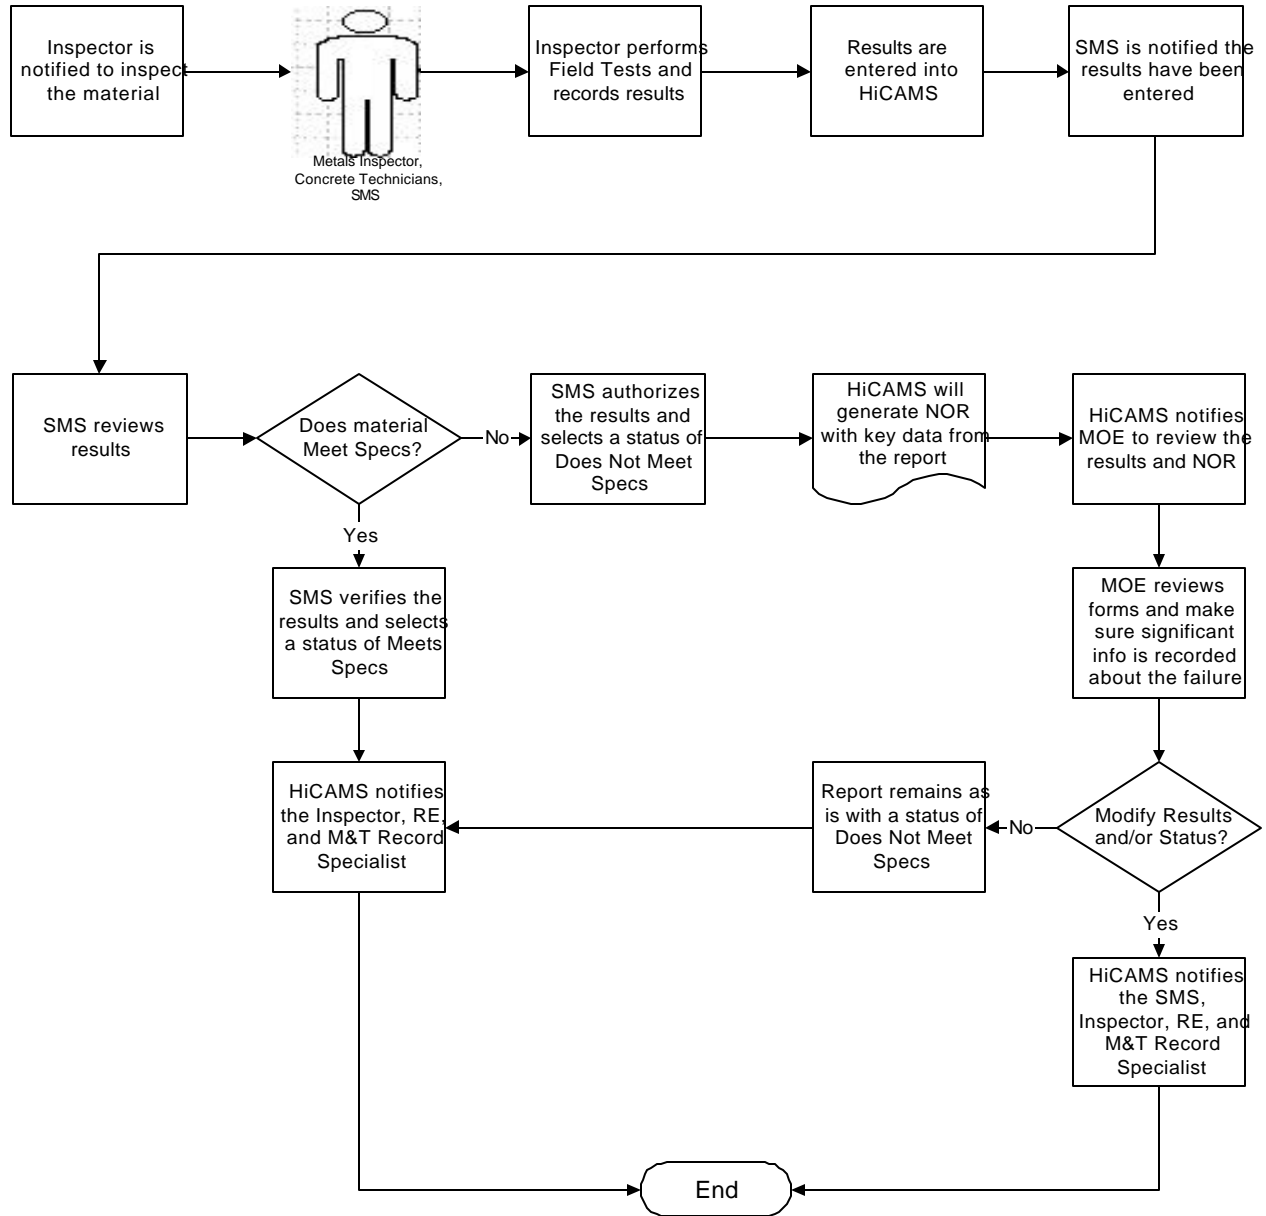 Inspector is
notified to inspect
the material
Metals Inspector,
Concrete Technicians,
SMS
Inspector performs
Field Tests and
records results
Results are
entered into
HiCAMS
SMS is notified the
results have been
entered
SMS reviews
results
Does material
Meet Specs?
No
SMS authorizes
the results and
selects a status of
Does Not Meet
Specs
HiCAMS will
generate NOR
with key data from
the report
HiCAMS notifies
MOE to review the
results and NOR
Yes
SMS verifies the
results and selects
a status of Meets
Specs
MOE reviews
forms and make
sure significant
info is recorded
about the failure
HiCAMS notifies
the Inspector, RE,
and M&T Record
Specialist
Report remains as
is with a status of
Does Not Meet
Specs
No
Modify Results
and/or Status?
Yes
HiCAMS notifies
the SMS,
Inspector, RE, and
M&T Record
Specialist
End